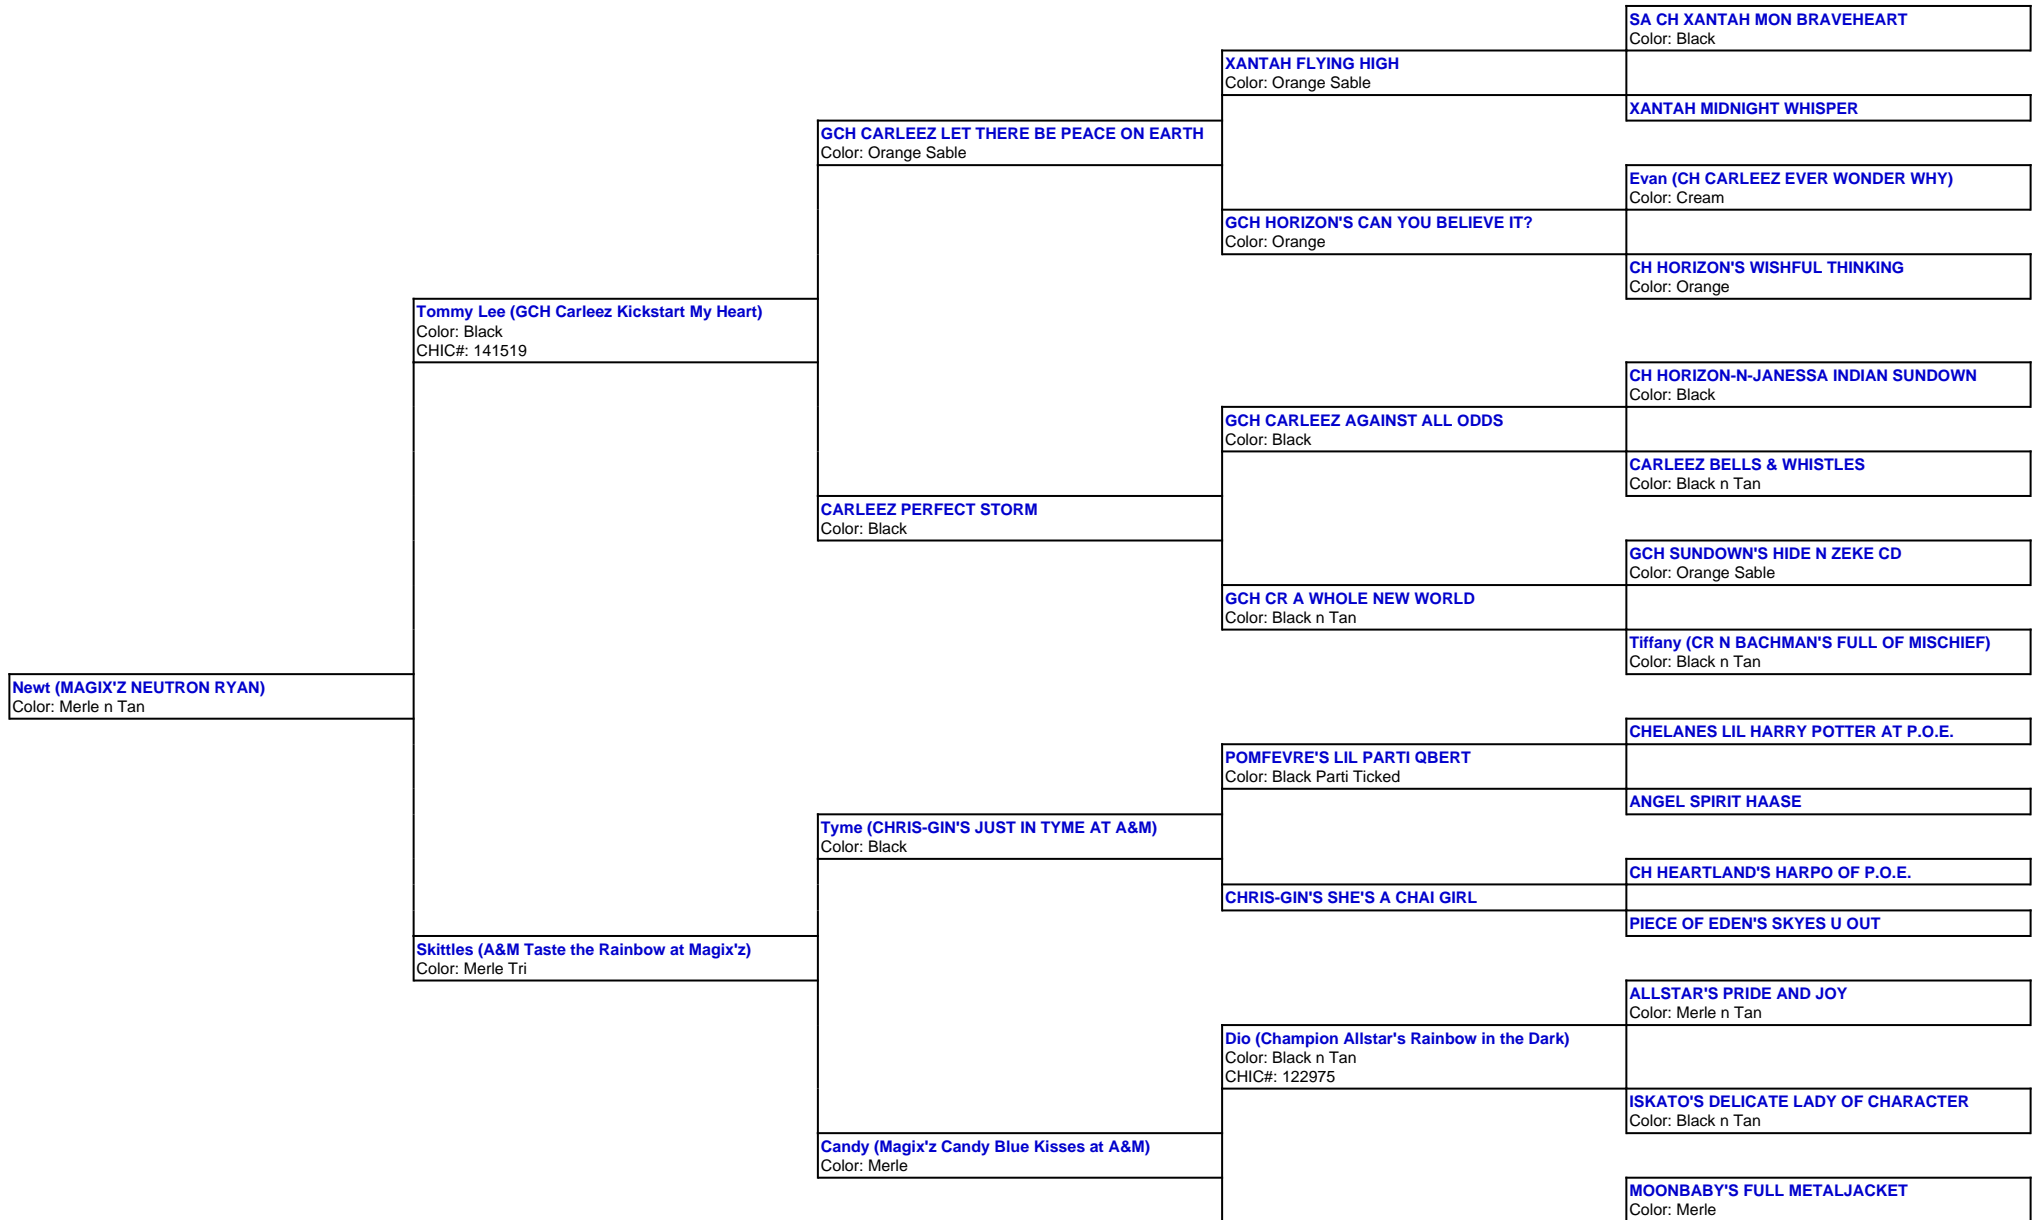 SA CH XANTAH MON BRAVEHEART
Color: Black
XANTAH FLYING HIGH
Color: Orange Sable
XANTAH MIDNIGHT WHISPER
GCH CARLEEZ LET THERE BE PEACE ON EARTH
Color: Orange Sable
Evan (CH CARLEEZ EVER WONDER WHY)
Color: Cream
GCH HORIZON'S CAN YOU BELIEVE IT?
Color: Orange
CH HORIZON'S WISHFUL THINKING
Color: Orange
Tommy Lee (GCH Carleez Kickstart My Heart)
Color: Black
CHIC#: 141519
CH HORIZON-N-JANESSA INDIAN SUNDOWN
Color: Black
GCH CARLEEZ AGAINST ALL ODDS
Color: Black
CARLEEZ BELLS & WHISTLES
Color: Black n Tan
CARLEEZ PERFECT STORM
Color: Black
GCH SUNDOWN'S HIDE N ZEKE CD
Color: Orange Sable
GCH CR A WHOLE NEW WORLD
Color: Black n Tan
Tiffany (CR N BACHMAN'S FULL OF MISCHIEF)
Color: Black n Tan
Newt (MAGIX'Z NEUTRON RYAN)
Color: Merle n Tan
CHELANES LIL HARRY POTTER AT P.O.E.
POMFEVRE'S LIL PARTI QBERT
Color: Black Parti Ticked
ANGEL SPIRIT HAASE
Tyme (CHRIS-GIN'S JUST IN TYME AT A&M)
Color: Black
CH HEARTLAND'S HARPO OF P.O.E.
CHRIS-GIN'S SHE'S A CHAI GIRL
PIECE OF EDEN'S SKYES U OUT
Skittles (A&M Taste the Rainbow at Magix'z)
Color: Merle Tri
ALLSTAR'S PRIDE AND JOY
Color: Merle n Tan
Dio (Champion Allstar's Rainbow in the Dark)
Color: Black n Tan
CHIC#: 122975
ISKATO'S DELICATE LADY OF CHARACTER
Color: Black n Tan
Candy (Magix'z Candy Blue Kisses at A&M)
Color: Merle
MOONBABY'S FULL METALJACKET
Color: Merle